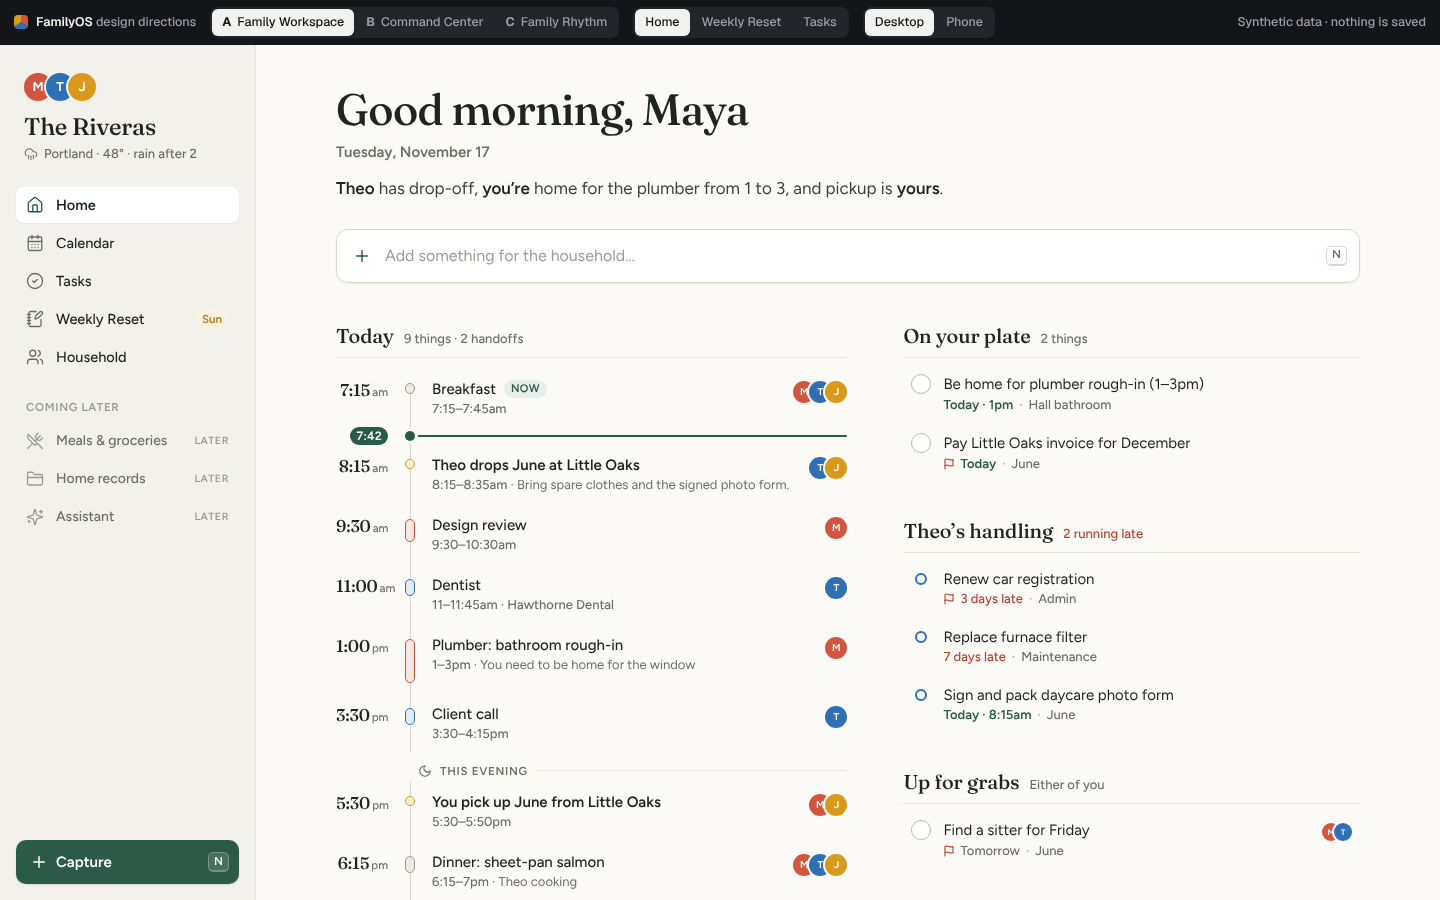 FamilyOS design directions
A Family Workspace
B Command Center
C Family Rhythm
Home
Weekly Reset
Tasks
Desktop
Phone
Synthetic data · nothing is saved
M T J
The Riveras
Portland · 48° · rain after 2
Home
Calendar
Tasks
Weekly Reset Sun
Household
COMING LATER
Meals & groceries LATER
Home records LATER
Assistant LATER
+ Capture N
Good morning, Maya
Tuesday, November 17
Theo has drop-off, you’re home for the plumber from 1 to 3, and pickup is yours.
+ Add something for the household... N
Today 9 things · 2 handoffs
7:15 am Breakfast NOW M T J
7:15–7:45am
7:42
8:15 am Theo drops June at Little Oaks T J
8:15–8:35am · Bring spare clothes and the signed photo form.
9:30 am Design review M
9:30–10:30am
11:00 am Dentist T
11–11:45am · Hawthorne Dental
1:00 pm Plumber: bathroom rough-in M
1–3pm · You need to be home for the window
3:30 pm Client call T
3:30–4:15pm
THIS EVENING
5:30 pm You pick up June from Little Oaks M J
5:30–5:50pm
6:15 pm Dinner: sheet-pan salmon M T J
6:15–7pm · Theo cooking
On your plate 2 things
Be home for plumber rough-in (1–3pm)
Today · 1pm · Hall bathroom
Pay Little Oaks invoice for December
Today · June
Theo’s handling 2 running late
Renew car registration
3 days late · Admin
Replace furnace filter
7 days late · Maintenance
Sign and pack daycare photo form
Today · 8:15am · June
Up for grabs Either of you
Find a sitter for Friday M T
Tomorrow · June